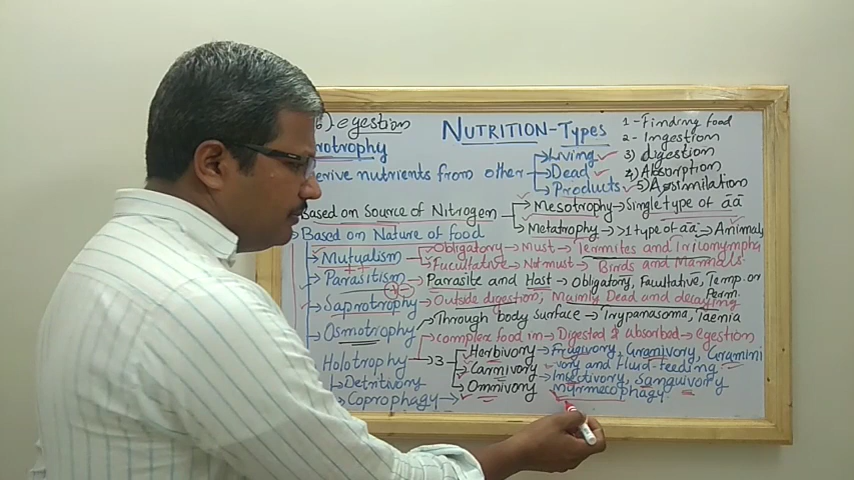 6) egestion
NUTRITION-TYPES
1 - Finding food
2 - Ingestion
3) digestion
4) Absorption
5) Assimilation
rotrophy
erive nutrients from other
Living
Dead
Products
Based on Source of Nitrogen
Mesotrophy → Single type of āā
Metatrophy → >1 type of āā → Animals
Based on Nature of food
Mutualism
Obligatory → Must → Termites and Triconympha
Facultative → Not must → Birds and Mammals
Parasitism → Parasite and Host → Obligatory, Facultative, Temp. or Perm.
Saprotrophy → Outside digestion, Mainly Dead and decaying
Osmotrophy → Through body surface → Trypanasoma, Taenia
complex food in → Digested & absorbed → egestion
Holotrophy → 3
Herbivory → Frugivory, Granivory, Gramini
Carnivory vory and Fluid-feeding
→ Insectivory, Sanguivory
Omnivory myrmecophagy
Detritivory
Coprophagy →